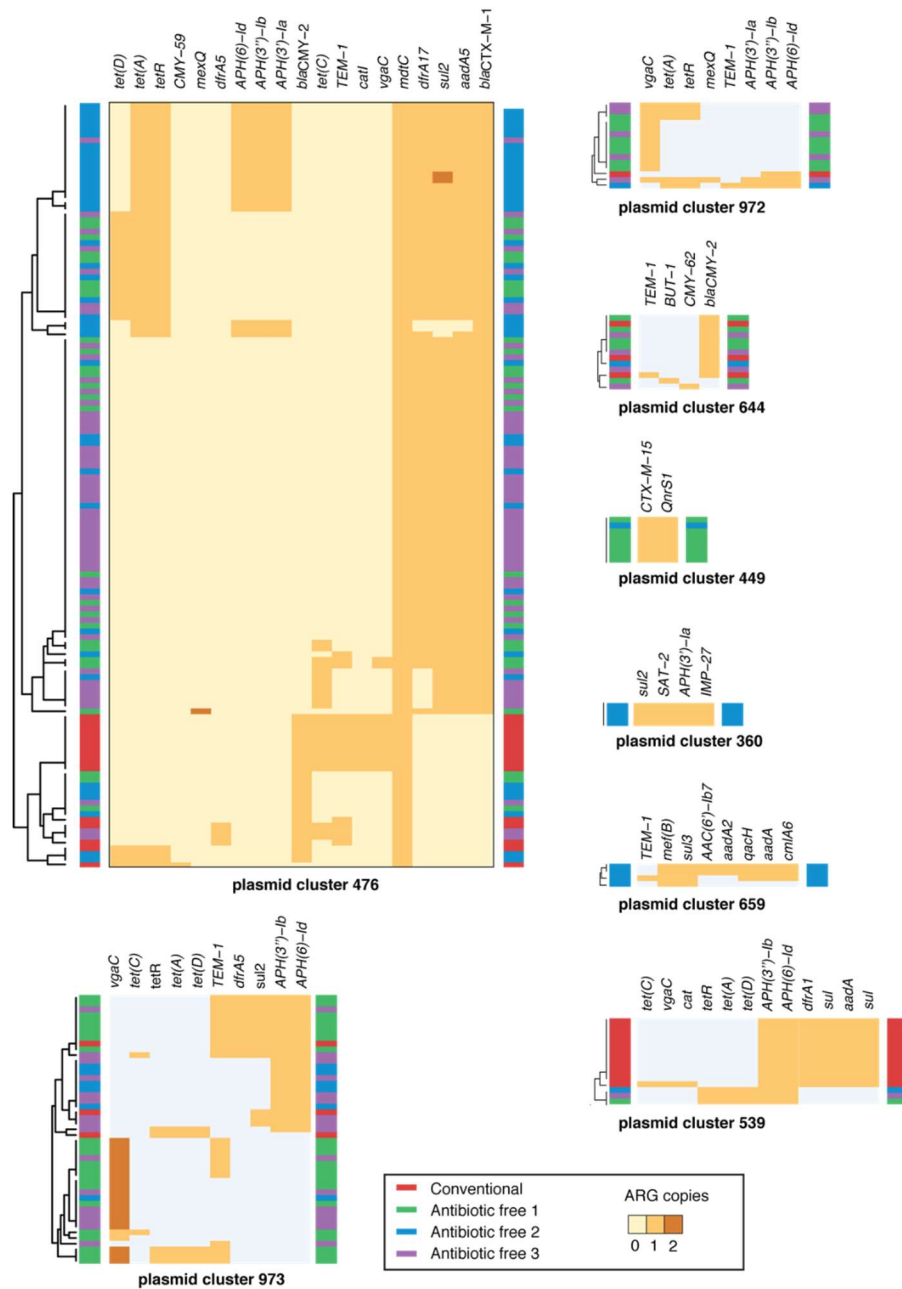 tet(D)
tet(A)
tetR
CMY−59
mexQ
dfrA5
APH(6)−Id
APH(3'')−Ib
APH(3')−Ia
blaCMY−2
tet(C)
TEM−1
catI
vgaC
mdtC
dfrA17
sul2
aadA5
blaCTX−M−1
plasmid cluster 476
vgaC
tet(A)
tetR
mexQ
TEM−1
APH(3')−Ia
APH(3'')−Ib
APH(6)−Id
plasmid cluster 972
TEM−1
BUT−1
CMY−62
blaCMY−2
plasmid cluster 644
CTX−M−15
QnrS1
plasmid cluster 449
sul2
SAT−2
APH(3')−Ia
IMP−27
plasmid cluster 360
TEM−1
mef(B)
sul3
AAC(6')−Ib7
aadA2
qacH
aadA
cmlA6
plasmid cluster 659
vgaC
tet(C)
tetR
tet(A)
tet(D)
TEM−1
dfrA5
sul2
APH(3'')−Ib
APH(6)−Id
plasmid cluster 973
tet(C)
vgaC
cat
tetR
tet(A)
tet(D)
APH(3'')−Ib
APH(6)−Id
dfrA1
sul
aadA
sul
plasmid cluster 539
Conventional
Antibiotic free 1
Antibiotic free 2
Antibiotic free 3
ARG copies
0 1 2